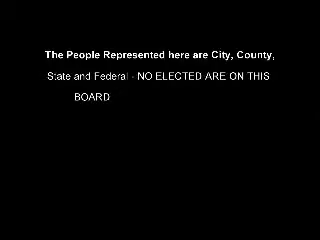 The People Represented here are City, County,
State and Federal - NO ELECTED ARE ON THIS
BOARD